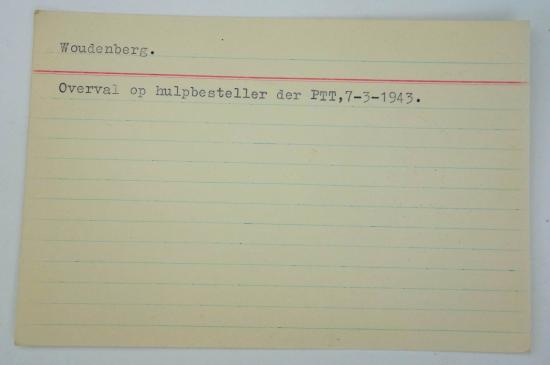 Woudenberg.
Overval op hulpbesteller der PTT,7-3-1943.